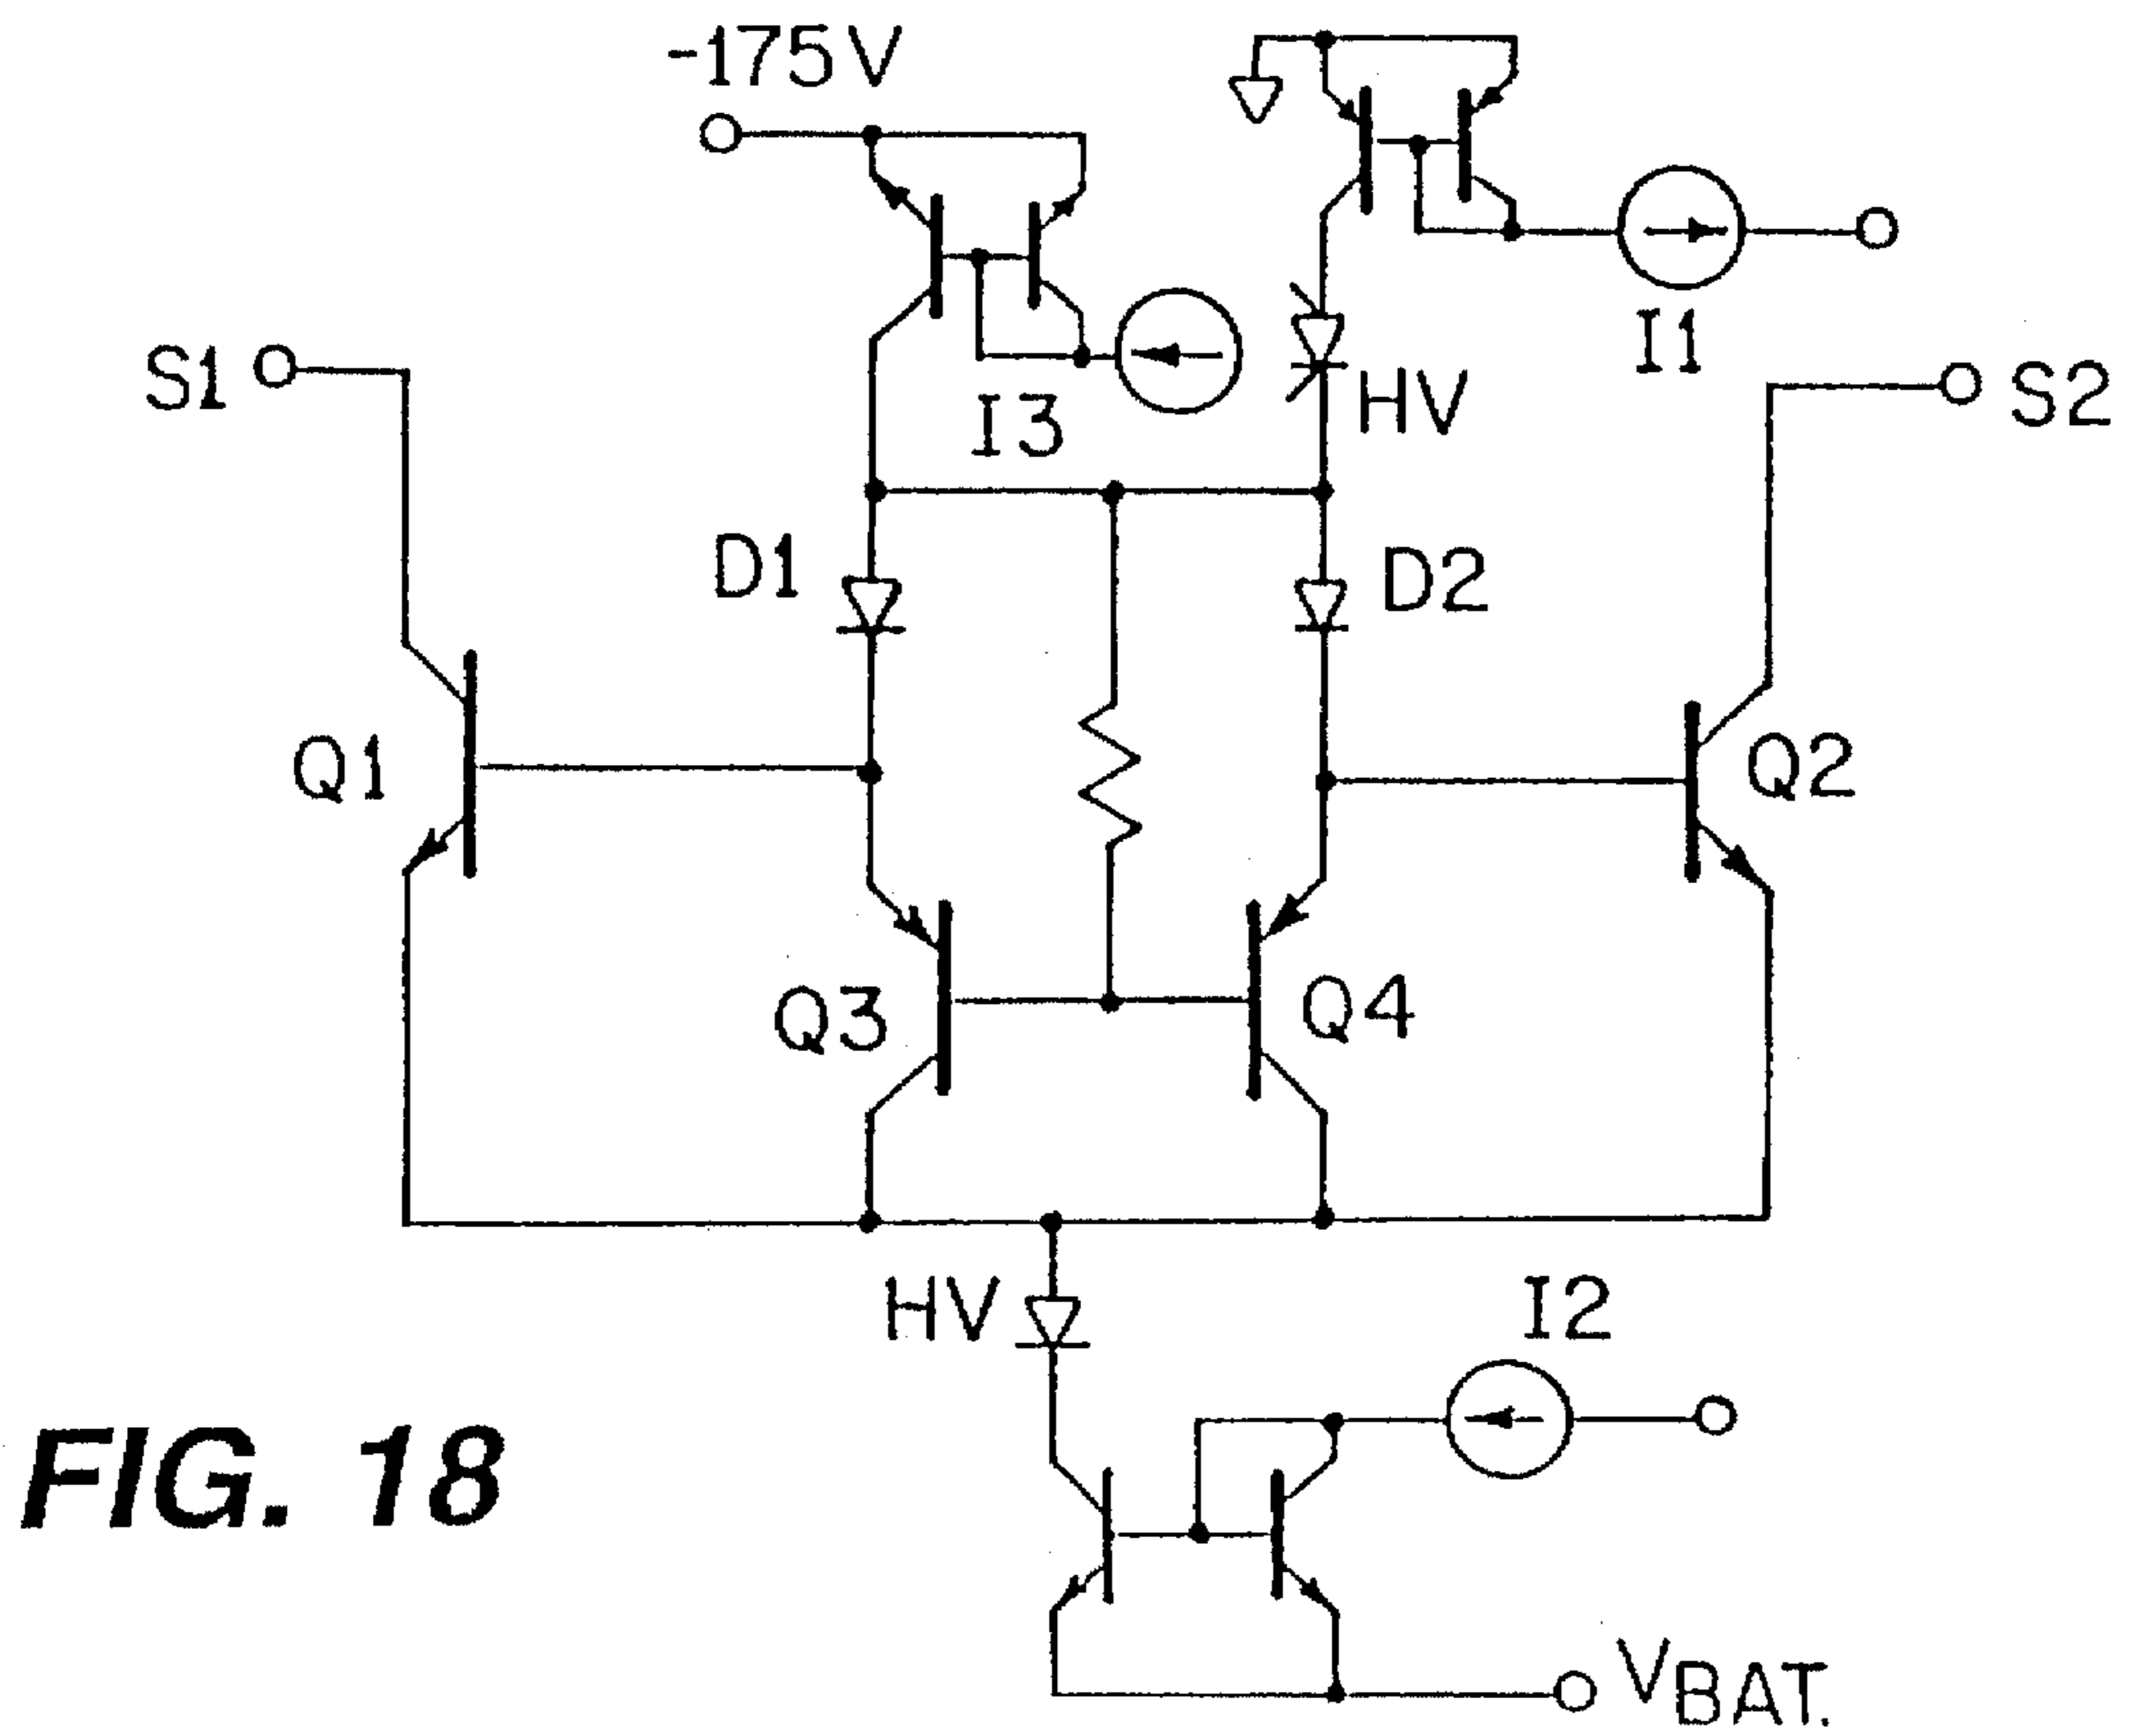 -175V
I1
S1
I3
HV
S2
D1
D2
Q1
Q2
Q3
Q4
HV
I2
FIG. 18
VBAT.